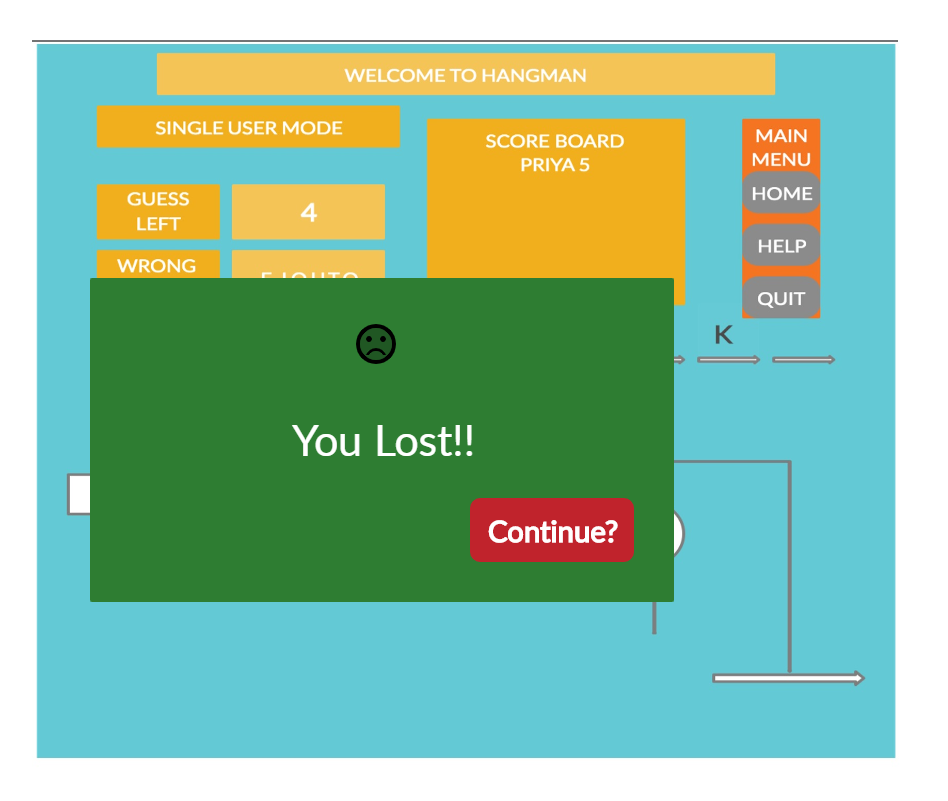 WELCOME TO HANGMAN
SINGLE USER MODE
SCORE BOARD
PRIYA 5
MAIN
MENU
HOME
HELP
QUIT
GUESS
LEFT
4
WRONG
K
You Lost!!
Continue?